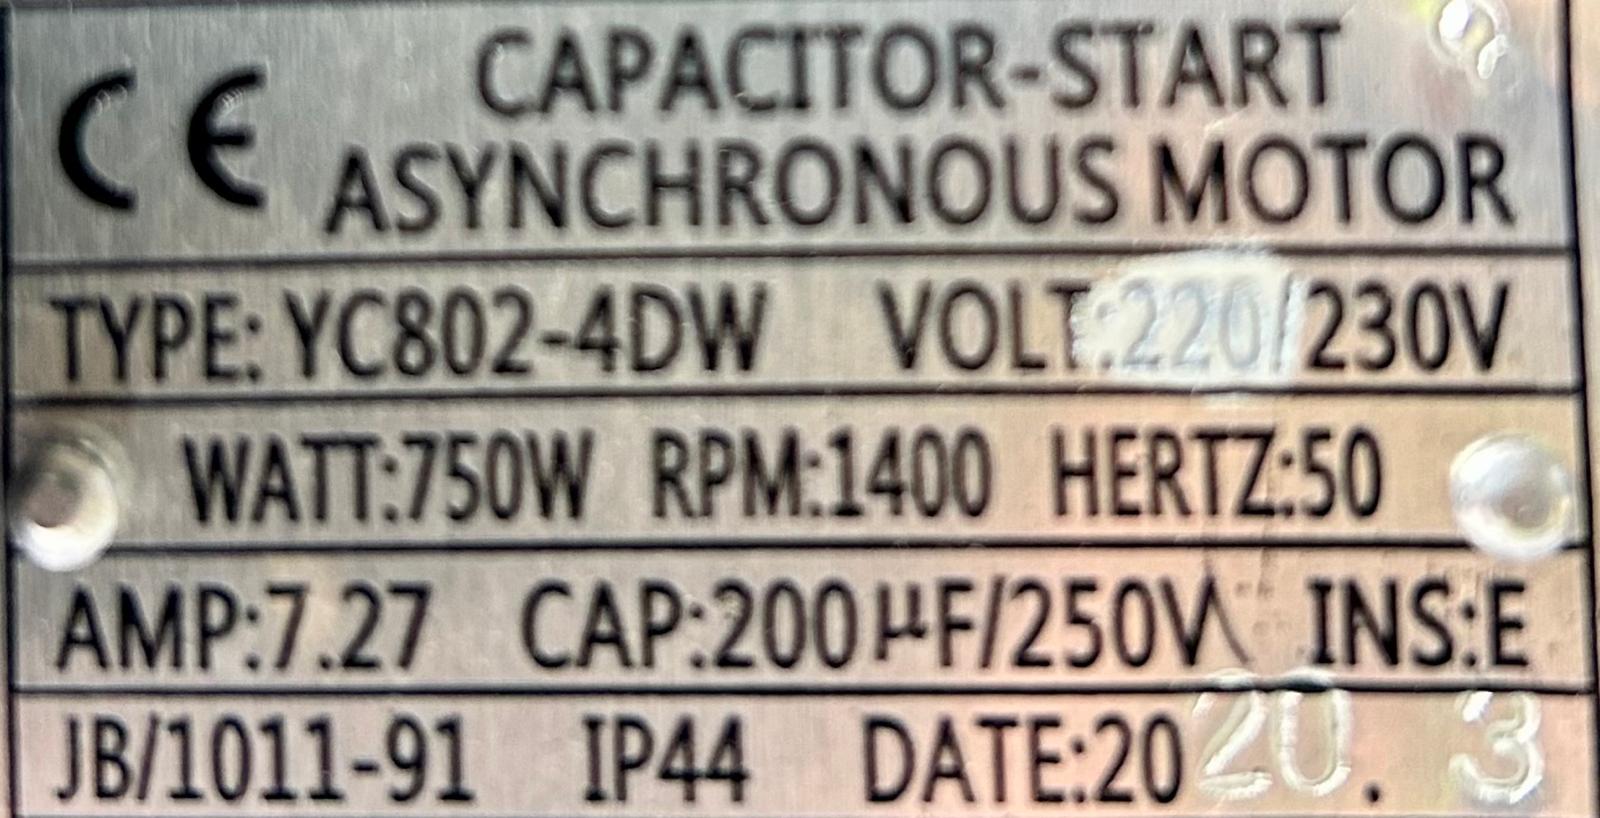 CE CAPACITOR-START
ASYNCHRONOUS MOTOR
TYPE: YC802-4DW VOLT:220/230V
WATT:750W RPM:1400 HERTZ:50
AMP:7.27 CAP:200μF/250V INS:E
JB/1011-91 IP44 DATE:2020.3